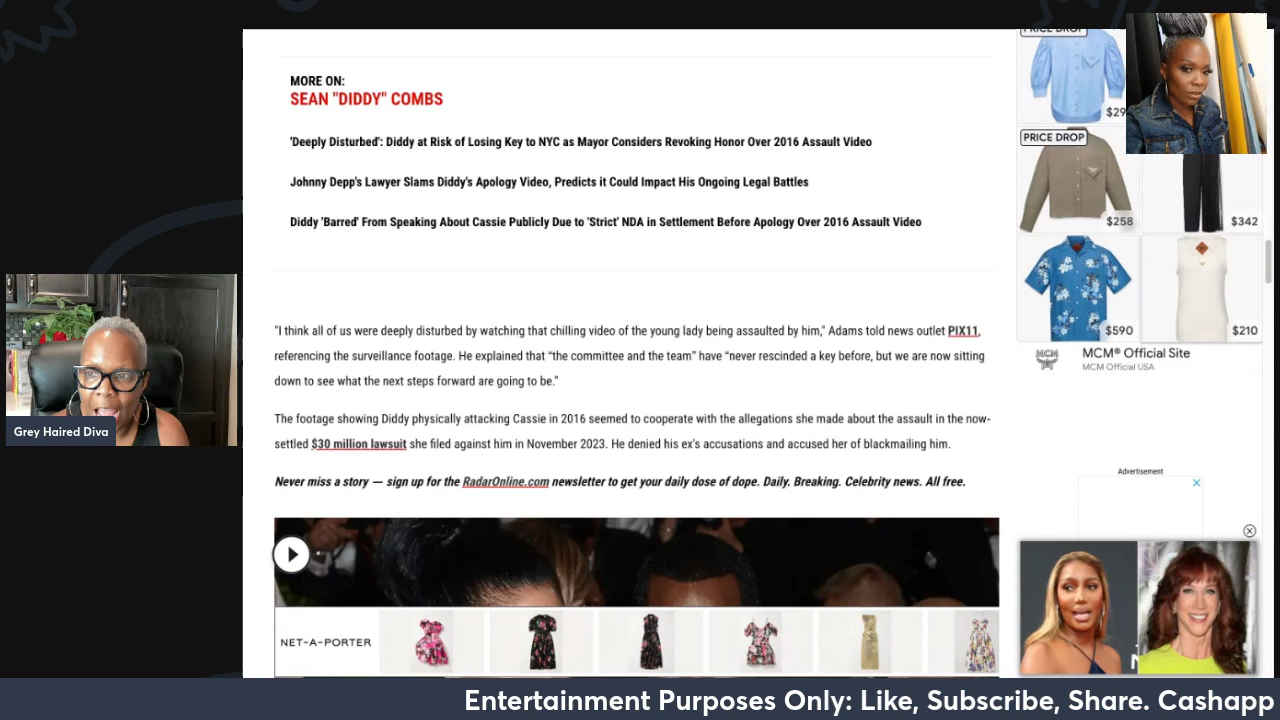 MORE ON:
SEAN "DIDDY" COMBS
'Deeply Disturbed': Diddy at Risk of Losing Key to NYC as Mayor Considers Revoking Honor Over 2016 Assault Video
Johnny Depp's Lawyer Slams Diddy's Apology Video, Predicts it Could Impact His Ongoing Legal Battles
Diddy 'Barred' From Speaking About Cassie Publicly Due to 'Strict' NDA in Settlement Before Apology Over 2016 Assault Video
"I think all of us were deeply disturbed by watching that chilling video of the young lady being assaulted by him," Adams told news outlet PIX11,
referencing the surveillance footage. He explained that “the committee and the team” have “never rescinded a key before, but we are now sitting
down to see what the next steps forward are going to be.”
The footage showing Diddy physically attacking Cassie in 2016 seemed to cooperate with the allegations she made about the assault in the now-
settled $30 million lawsuit she filed against him in November 2023. He denied his ex's accusations and accused her of blackmailing him.
Never miss a story — sign up for the RadarOnline.com newsletter to get your daily dose of dope. Daily. Breaking. Celebrity news. All free.
NET-A-PORTER
PRICE DROP
$29
PRICE DROP
$258
$342
$590
$210
MCM
MCM® Official Site
MCM Official USA
Advertisement
Grey Haired Diva
Entertainment Purposes Only: Like, Subscribe, Share. Cashapp